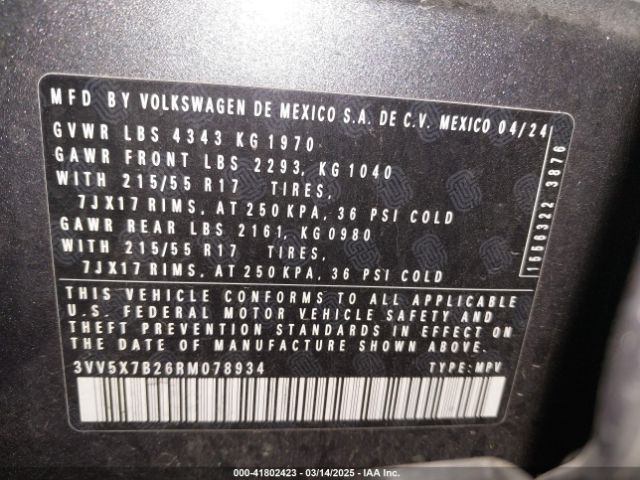 MFD BY VOLKSWAGEN DE MEXICO S.A. DE C.V. MEXICO 04/24
GVWR LBS 4343 KG 1970
GAWR FRONT LBS 2293, KG 1040
WITH 215/55 R17 TIRES,
7JX17 RIMS, AT 250 KPA, 36 PSI COLD
GAWR REAR LBS 2161, KG0980
WITH 215/55 R17 TIRES,
7JX17 RIMS, AT 250 KPA, 36 PSI COLD
1556322 3876
THIS VEHICLE CONFORMS TO ALL APPLICABLE
U.S. FEDERAL MOTOR VEHICLE SAFETY AND
THEFT PREVENTION STANDARDS IN EFFECT ON
THE DATE OF MANUFACTURE SHOWN ABOVE.
3VV5X7B26RM078934 TYPE: MPV
000-41802423 - 03/14/2025 - IAA Inc.